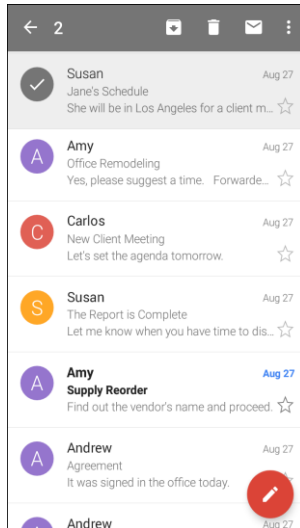 2
Susan Aug 27
Jane's Schedule
She will be in Los Angeles for a client m...
A Amy Aug 27
Office Remodeling
Yes, please suggest a time. Forwarde...
C Carlos Aug 27
New Client Meeting
Let's set the agenda tomorrow.
S Susan Aug 27
The Report is Complete
Let me know when you have time to dis...
A Amy Aug 27
Supply Reorder
Find out the vendor's name and proceed.
A Andrew Aug 27
Agreement
It was signed in the office today.
A Andrew Aug 27